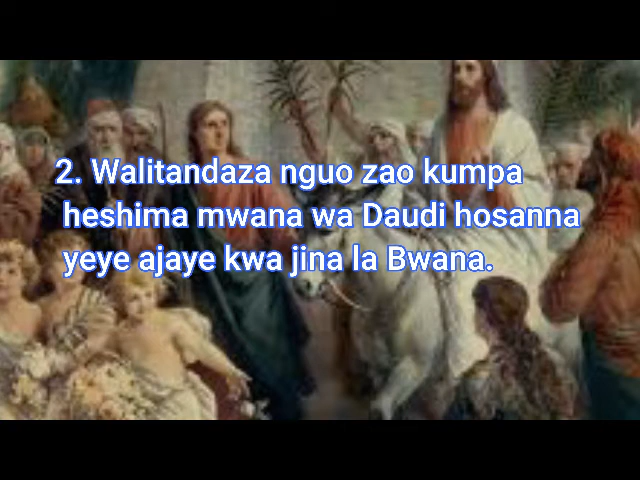 2. Walitandaza nguo zao kumpa
heshima mwana wa Daudi hosanna
yeye ajaye kwa jina la Bwana.